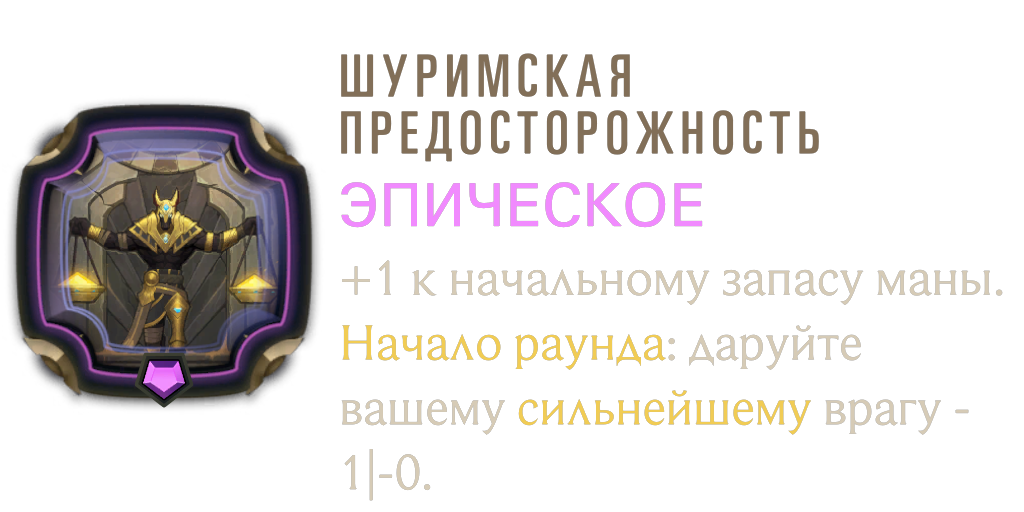 ШУРИМСКАЯ
ПРЕДОСТОРОЖНОСТЬ
ЭПИЧЕСКОЕ
+1 к начальному запасу маны.
Начало раунда: даруйте
вашему сильнейшему врагу -
1|-0.